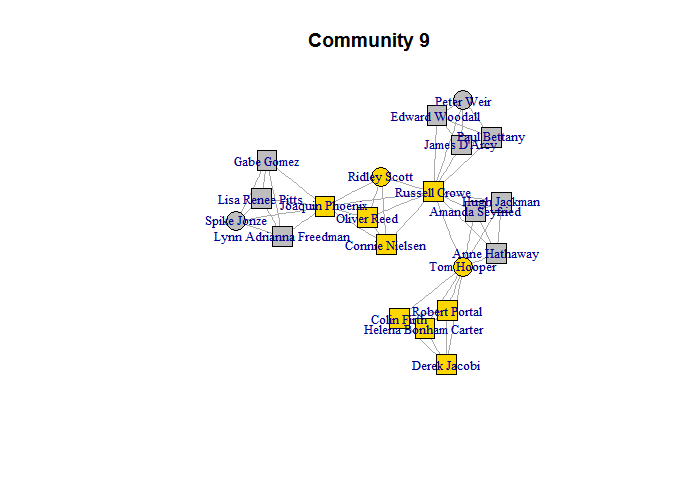 Community 9
Peter Weir
Edward Woodall
Paul Bettany
James D'Arcy
Gabe Gomez
Ridley Scott
Russell Crowe
Lisa Renee Pitts
Hugh Jackman
Joaquin Phoenix
Amanda Seyfried
Spike Jonze
Oliver Reed
Lynn Adrianna Freedman
Connie Nielsen
Anne Hathaway
Tom Hooper
Robert Portal
Colin Firth
Helena Bonham Carter
Derek Jacobi